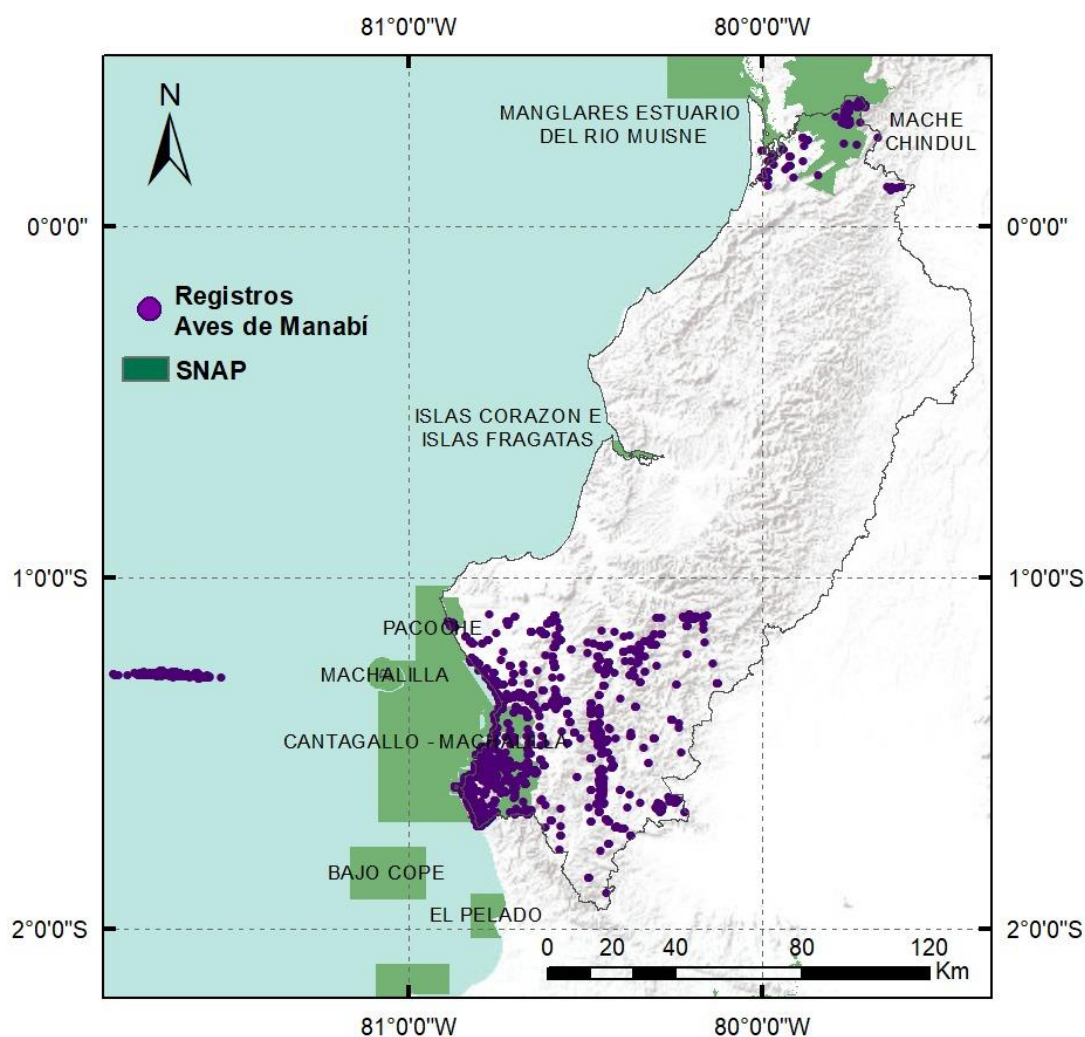 81°0'0"W
80°0'0"W
N
MANGLARES ESTUARIO
DEL RIO MUISNE
MACHE
CHINDUL
0°0'0"
0°0'0"
Registros
Aves de Manabí
SNAP
ISLAS CORAZON E
ISLAS FRAGATAS
1°0'0"S
1°0'0"S
PACOCHE
MACHALILLA
CANTAGALLO - MACHALILLA
BAJO COPE
EL PELADO
2°0'0"S
2°0'0"S
0 20 40 80 120
Km
81°0'0"W
80°0'0"W